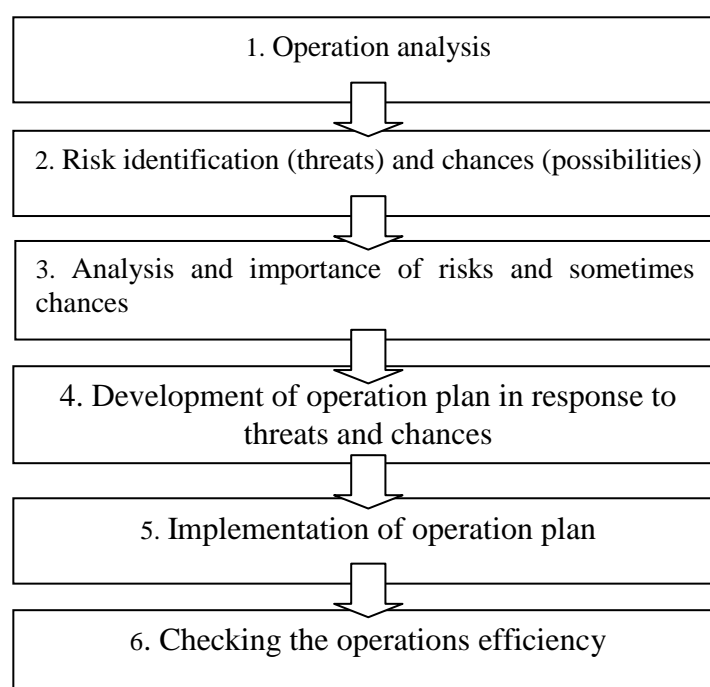 1. Operation analysis
2. Risk identification (threats) and chances (possibilities)
3. Analysis and importance of risks and sometimes
chances
4. Development of operation plan in response to
threats and chances
5. Implementation of operation plan
6. Checking the operations efficiency